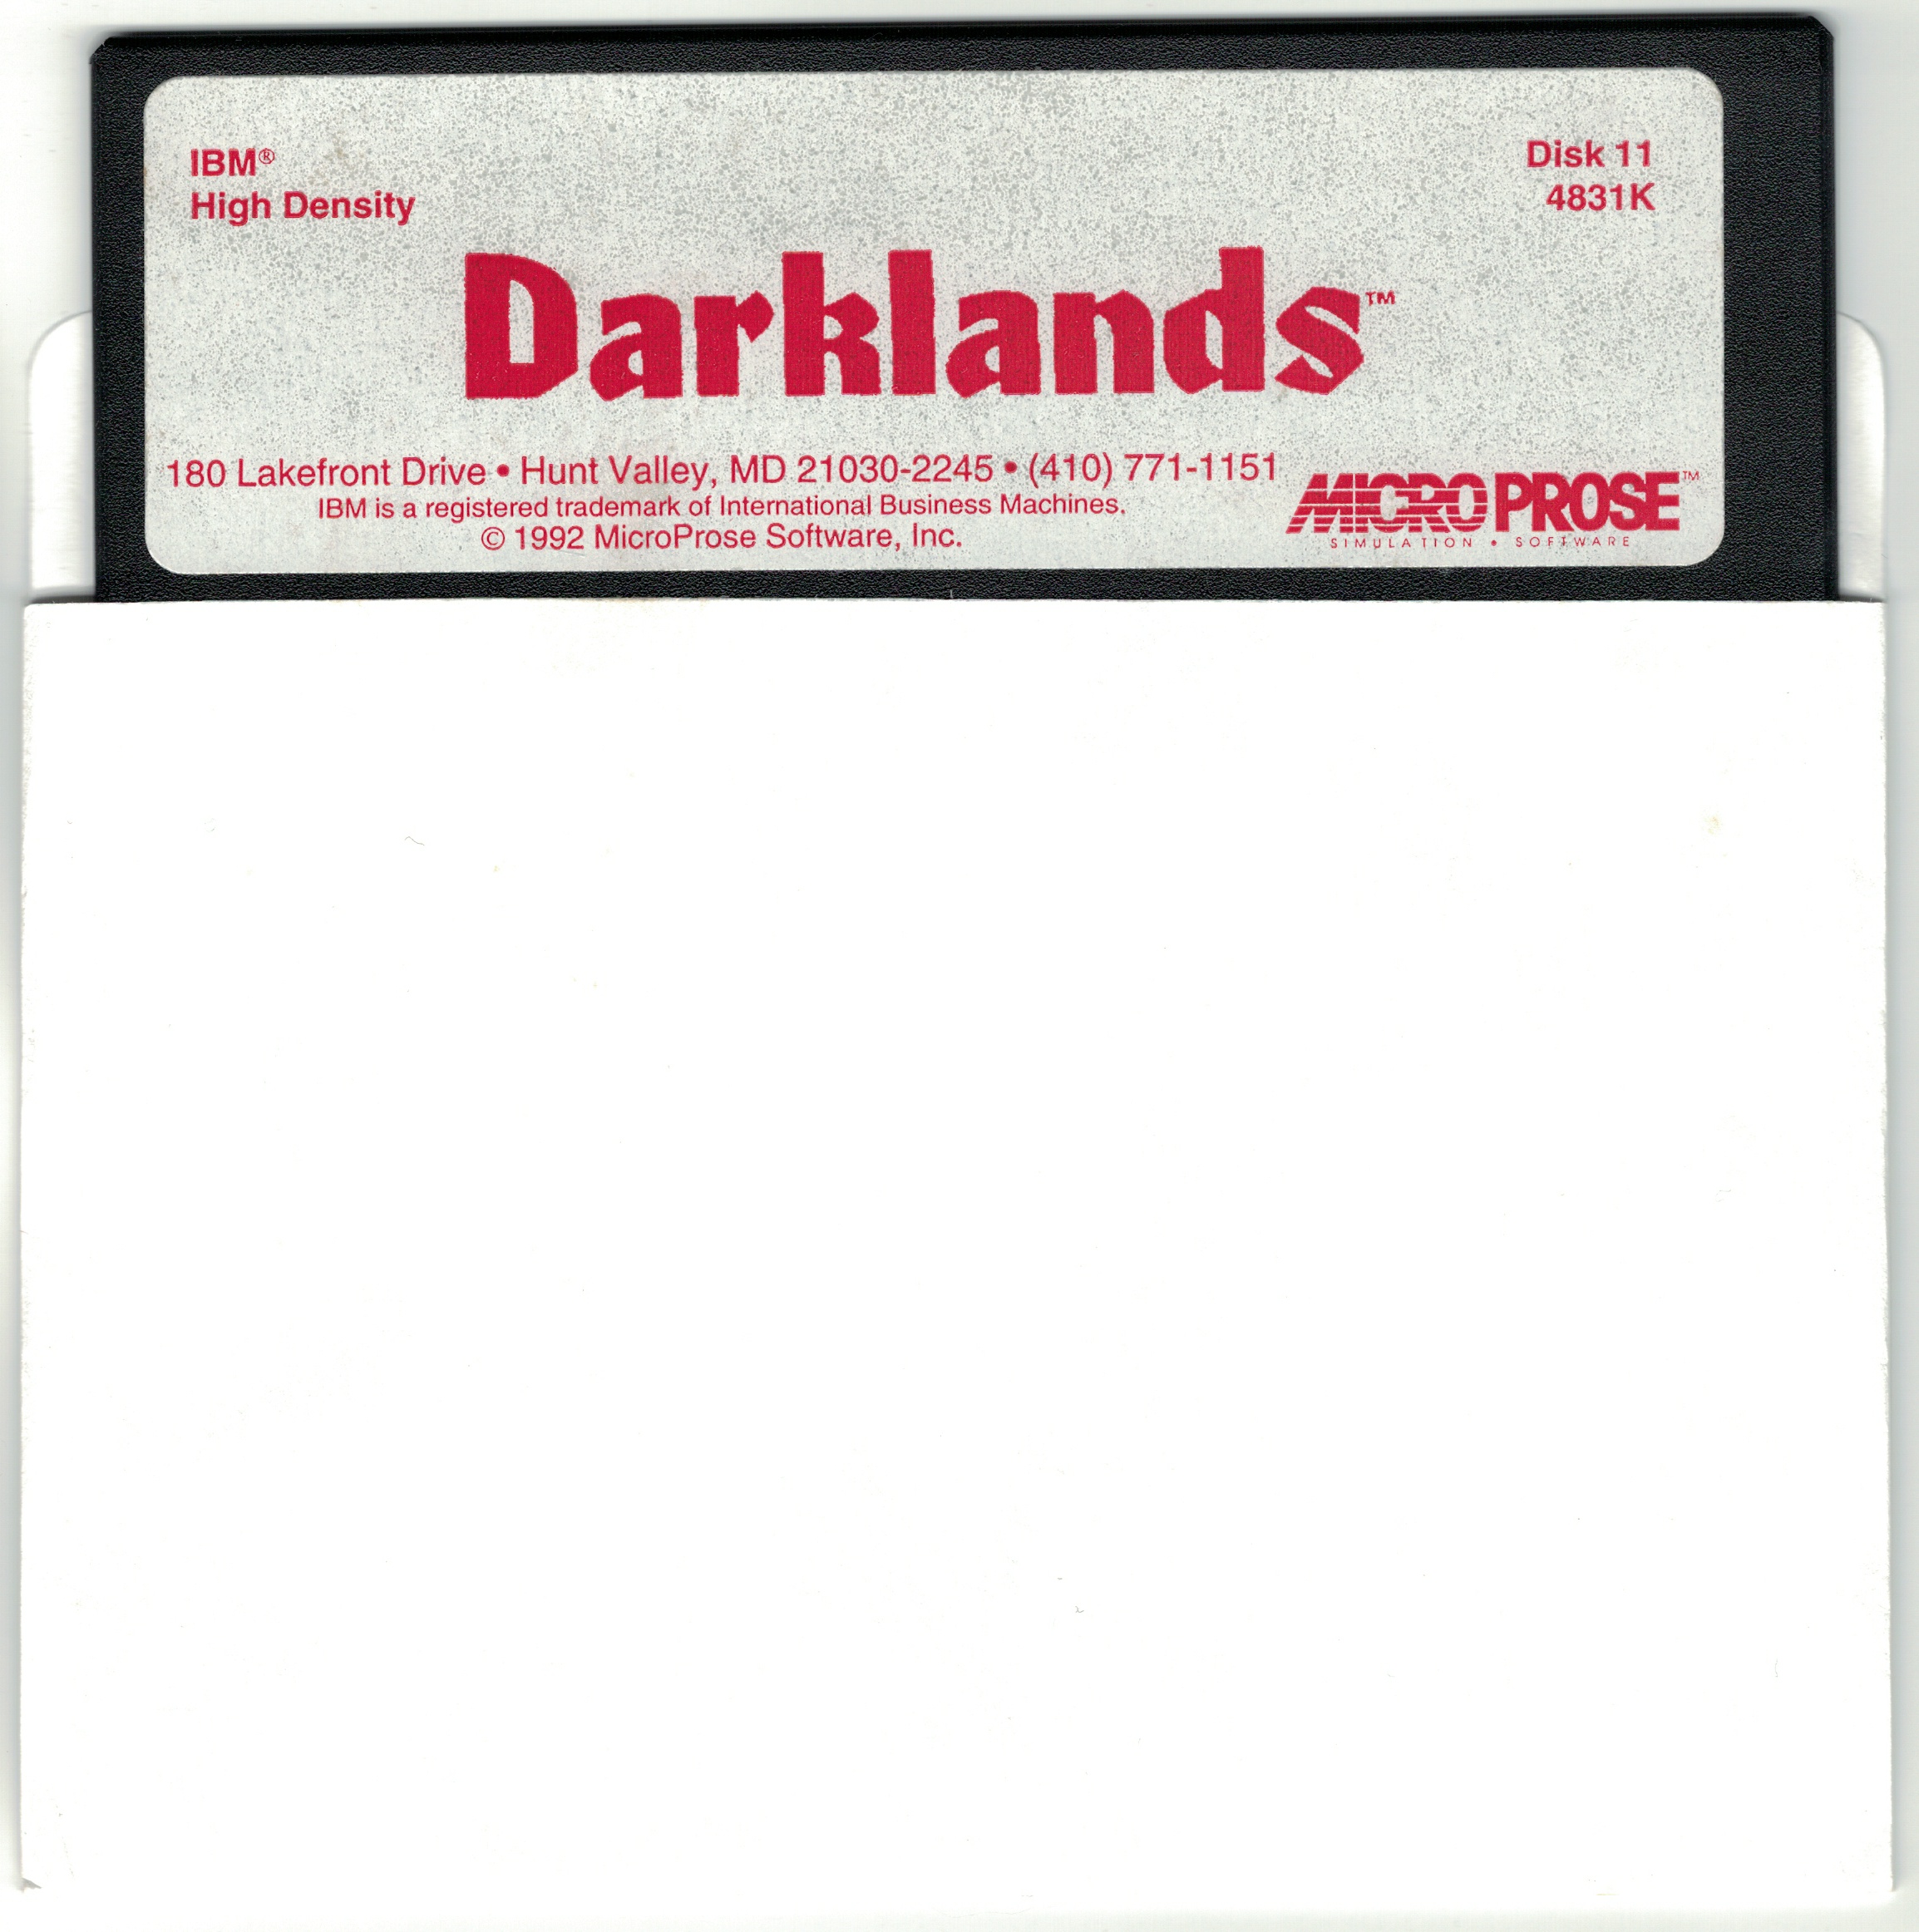 IBM®
High Density
Disk 11
4831K
Darklands™
180 Lakefront Drive • Hunt Valley, MD 21030-2245 • (410) 771-1151
IBM is a registered trademark of International Business Machines.
© 1992 MicroProse Software, Inc.
MICROPROSE™
SIMULATION • SOFTWARE